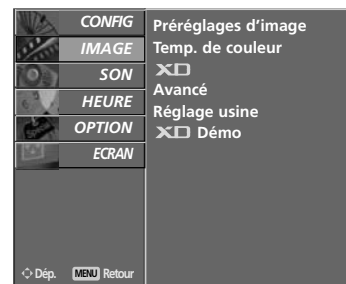 CONFIG
IMAGE
SON
HEURE
OPTION
ECRAN
Préréglages d’image
Temp. de couleur
XD
Avancé
Réglage usine
XD Démo
Dép. MENU Retour